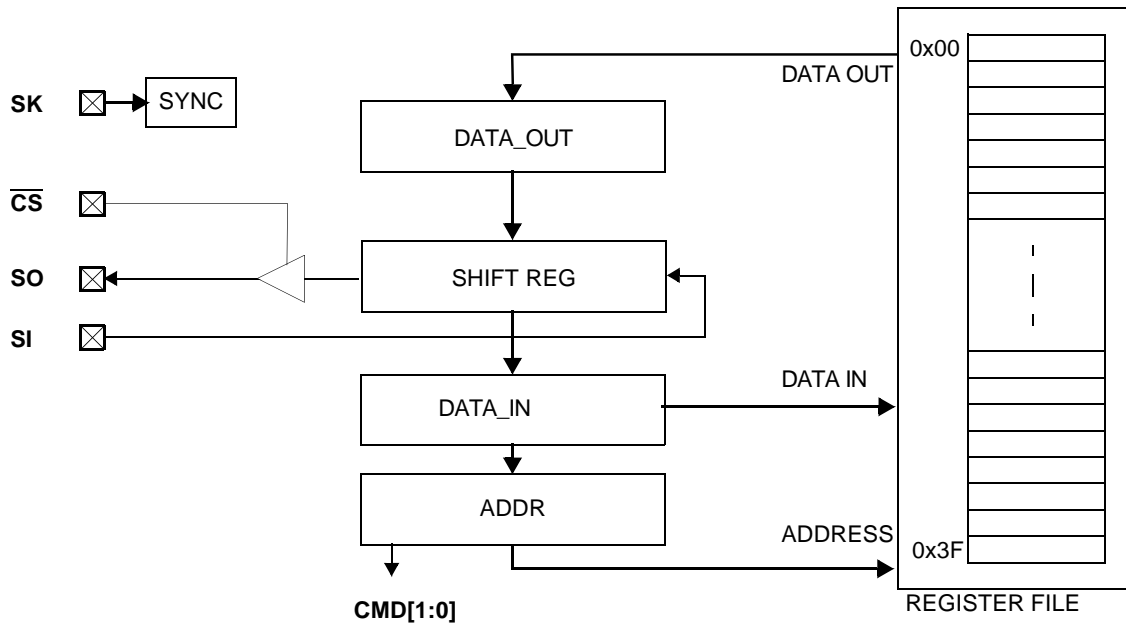 0x00
DATA OUT
SK
SYNC
DATA_OUT
CS
SO
SHIFT REG
SI
DATA IN
DATA_IN
ADDR
ADDRESS
0x3F
CMD[1:0]
REGISTER FILE